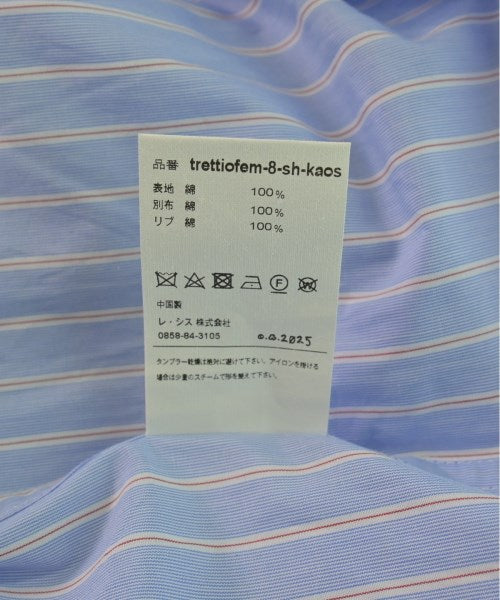 品番 trettiofem-8-sh-kaos
表地 綿 100%
別布 綿 100%
リブ 綿 100%
F W
中国製
レ・シス 株式会社
0858-84-3105 2025
タンブラー乾燥は絶対に避けて下さい。アイロンを掛ける
場合は少量のスチームで形を整えて下さい。